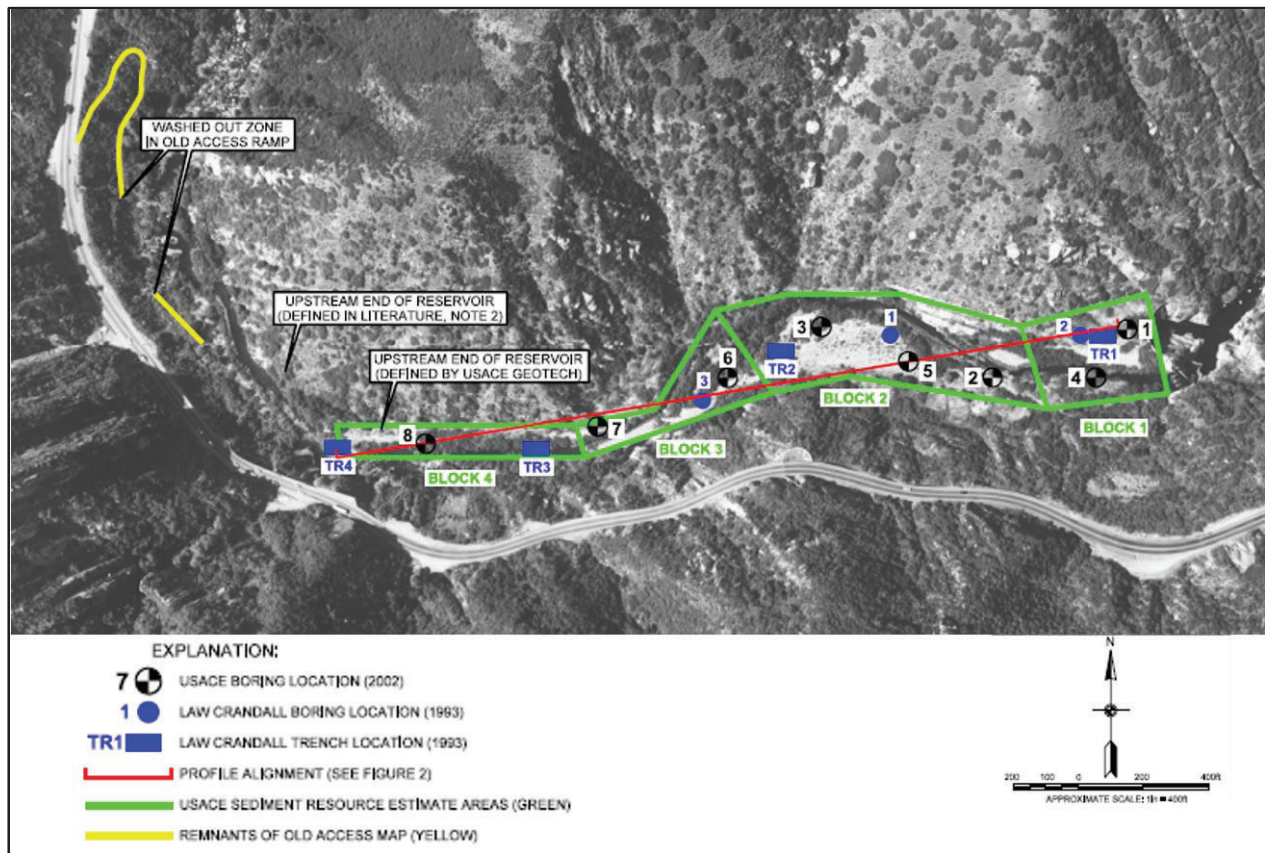 WASHED OUT ZONE
IN OLD ACCESS RAMP
UPSTREAM END OF RESERVOIR
(DEFINED IN LITERATURE, NOTE 2)
UPSTREAM END OF RESERVOIR
(DEFINED BY USACE GEOTECH)
3
1
2
1
TR1
TR2
6
5
2
4
3
BLOCK 2
BLOCK 1
7
BLOCK 3
8
TR4
TR3
BLOCK 4
EXPLANATION:
7 USACE BORING LOCATION (2002)
1 LAW CRANDALL BORING LOCATION (1993)
TR1 LAW CRANDALL TRENCH LOCATION (1993)
PROFILE ALIGNMENT (SEE FIGURE 2)
USACE SEDIMENT RESOURCE ESTIMATE AREAS (GREEN)
REMNANTS OF OLD ACCESS MAP (YELLOW)
N
200 100 0 200 400ft
APPROXIMATE SCALE: 1in = 400ft